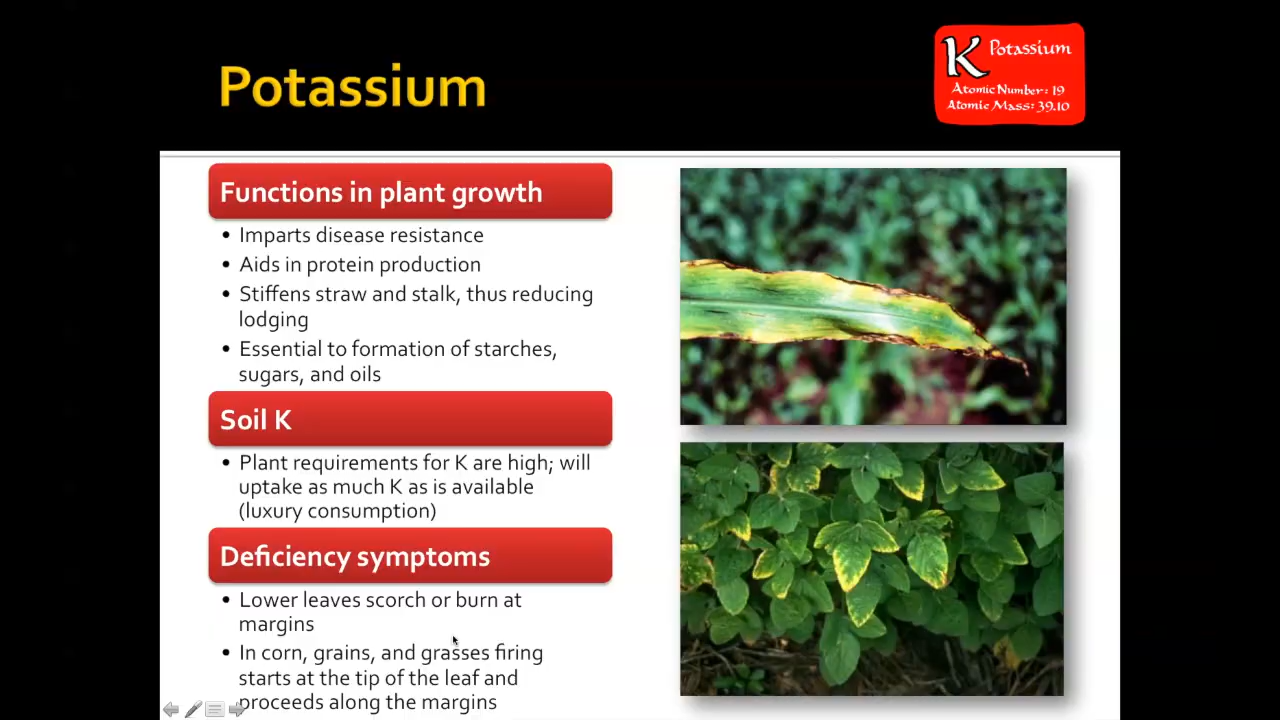 Potassium
K Potassium
Atomic Number: 19
Atomic Mass: 39.10
Functions in plant growth
• Imparts disease resistance
• Aids in protein production
• Stiffens straw and stalk, thus reducing
lodging
• Essential to formation of starches,
sugars, and oils
Soil K
• Plant requirements for K are high; will
uptake as much K as is available
(luxury consumption)
Deficiency symptoms
• Lower leaves scorch or burn at
margins
• In corn, grains, and grasses firing
starts at the tip of the leaf and
proceeds along the margins